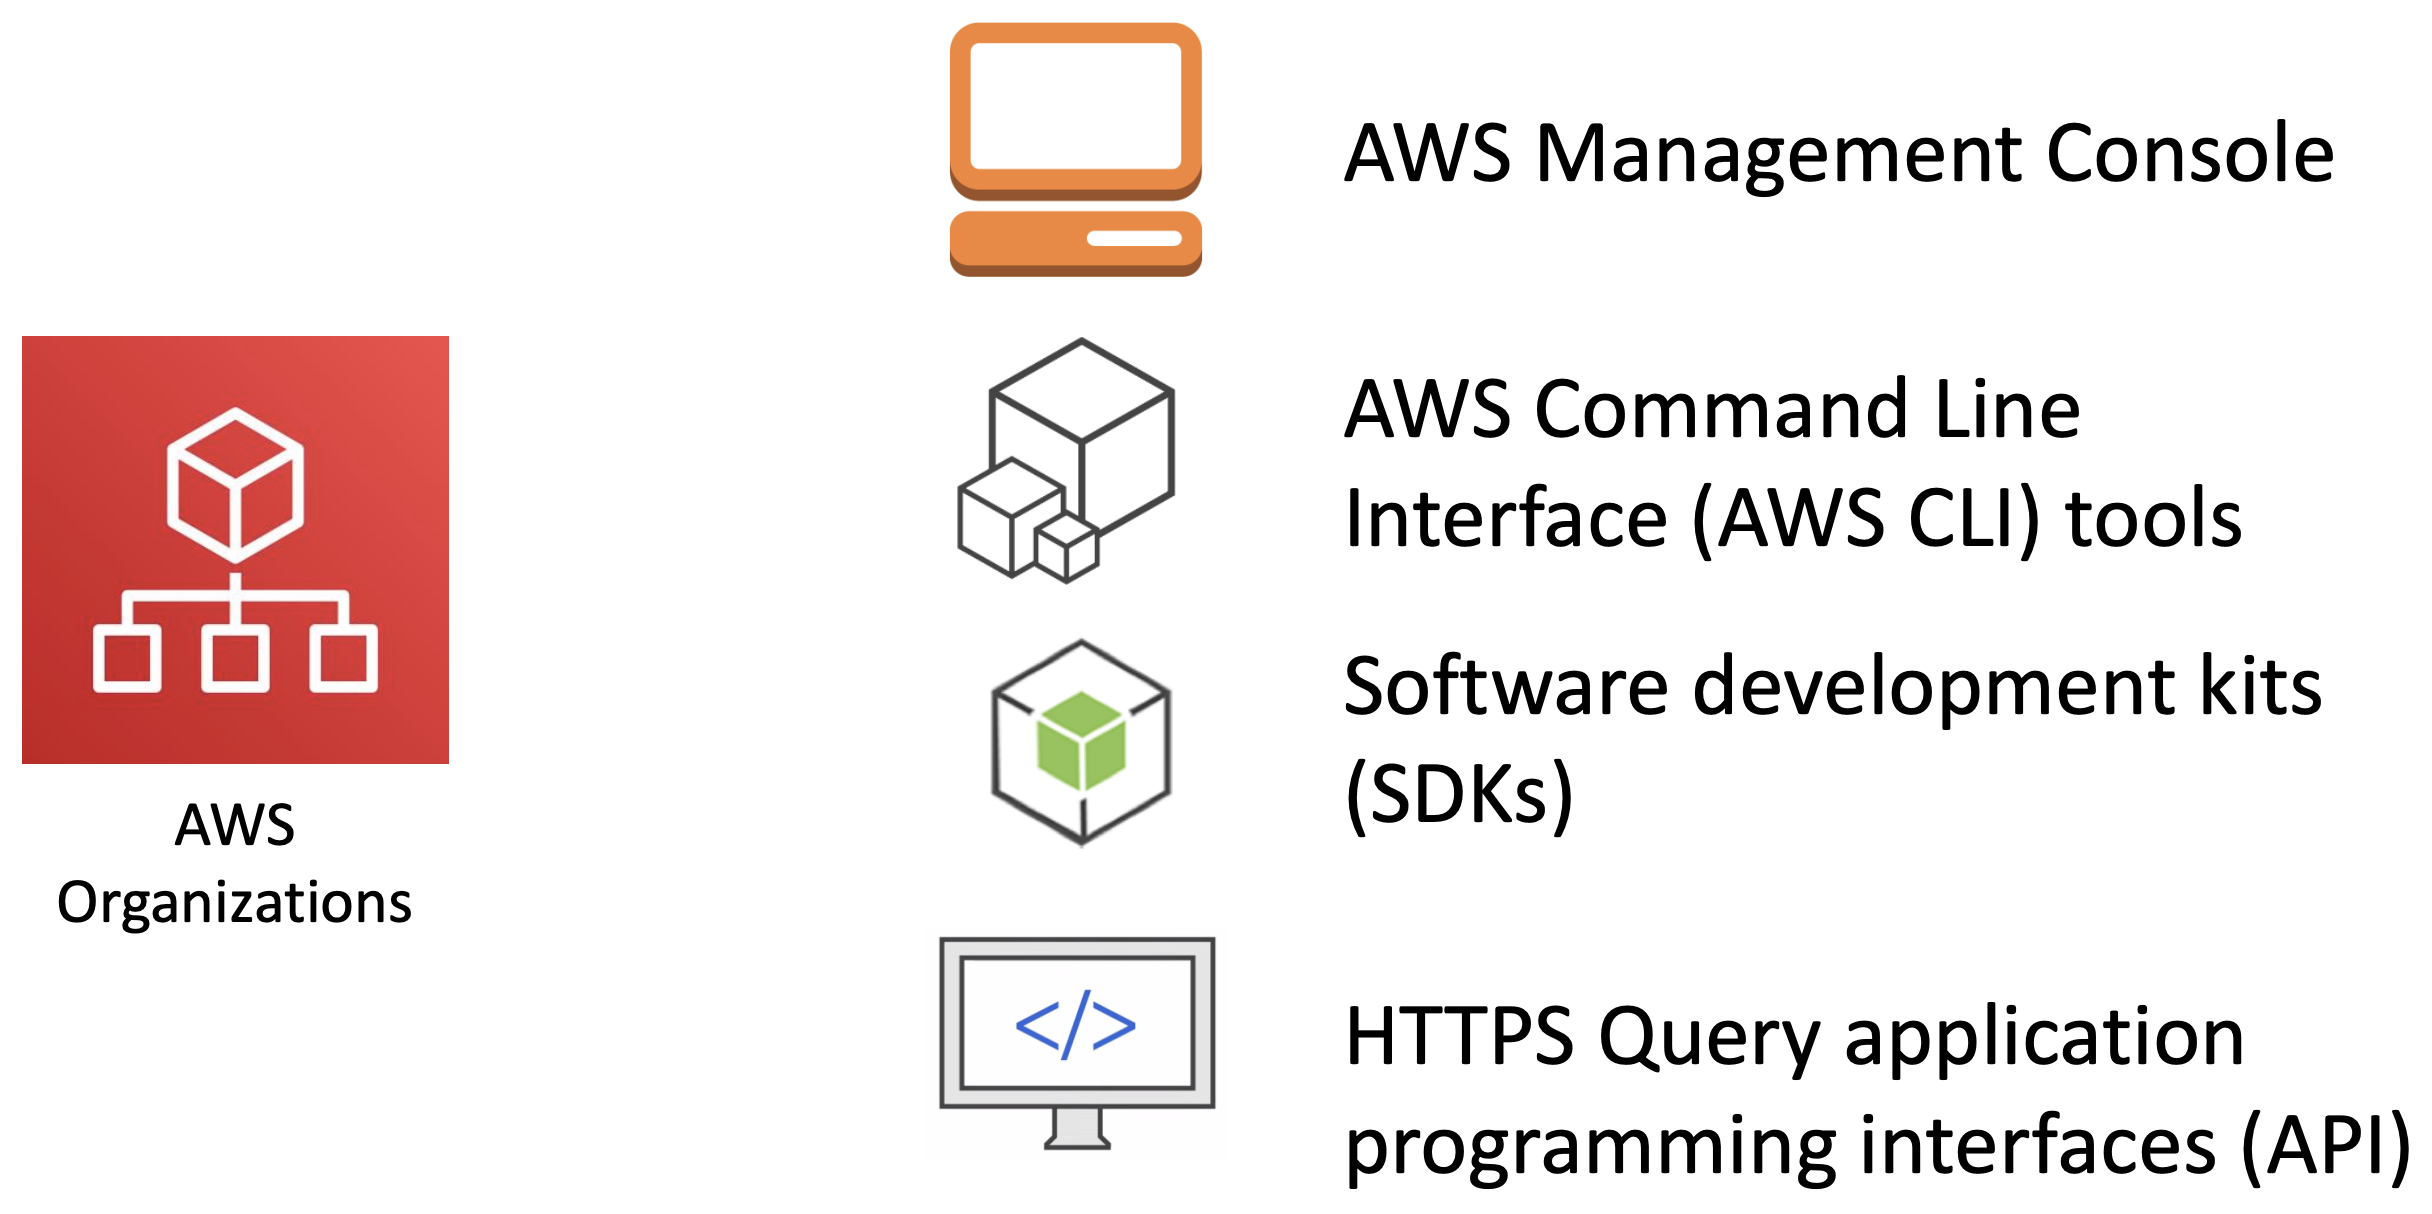 AWS Management Console
AWS Command Line
Interface (AWS CLI) tools
AWS
Organizations
Software development kits
(SDKs)
</>
HTTPS Query application
programming interfaces (API)